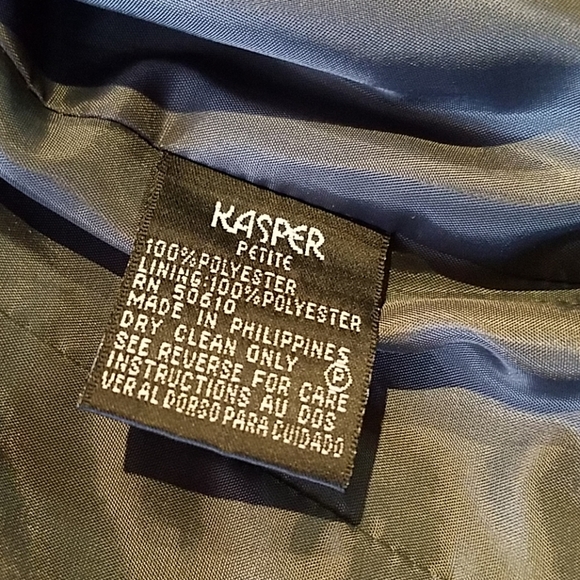 KASPER
PETITE
100%POLYESTER
LINING:100%POLYESTER
RN 50610
MADE IN PHILIPPINES
DRY CLEAN ONLY Ⓟ
SEE REVERSE FOR CARE
INSTRUCTIONS AU DOS
VER AL DORSO PARA CUIDADO